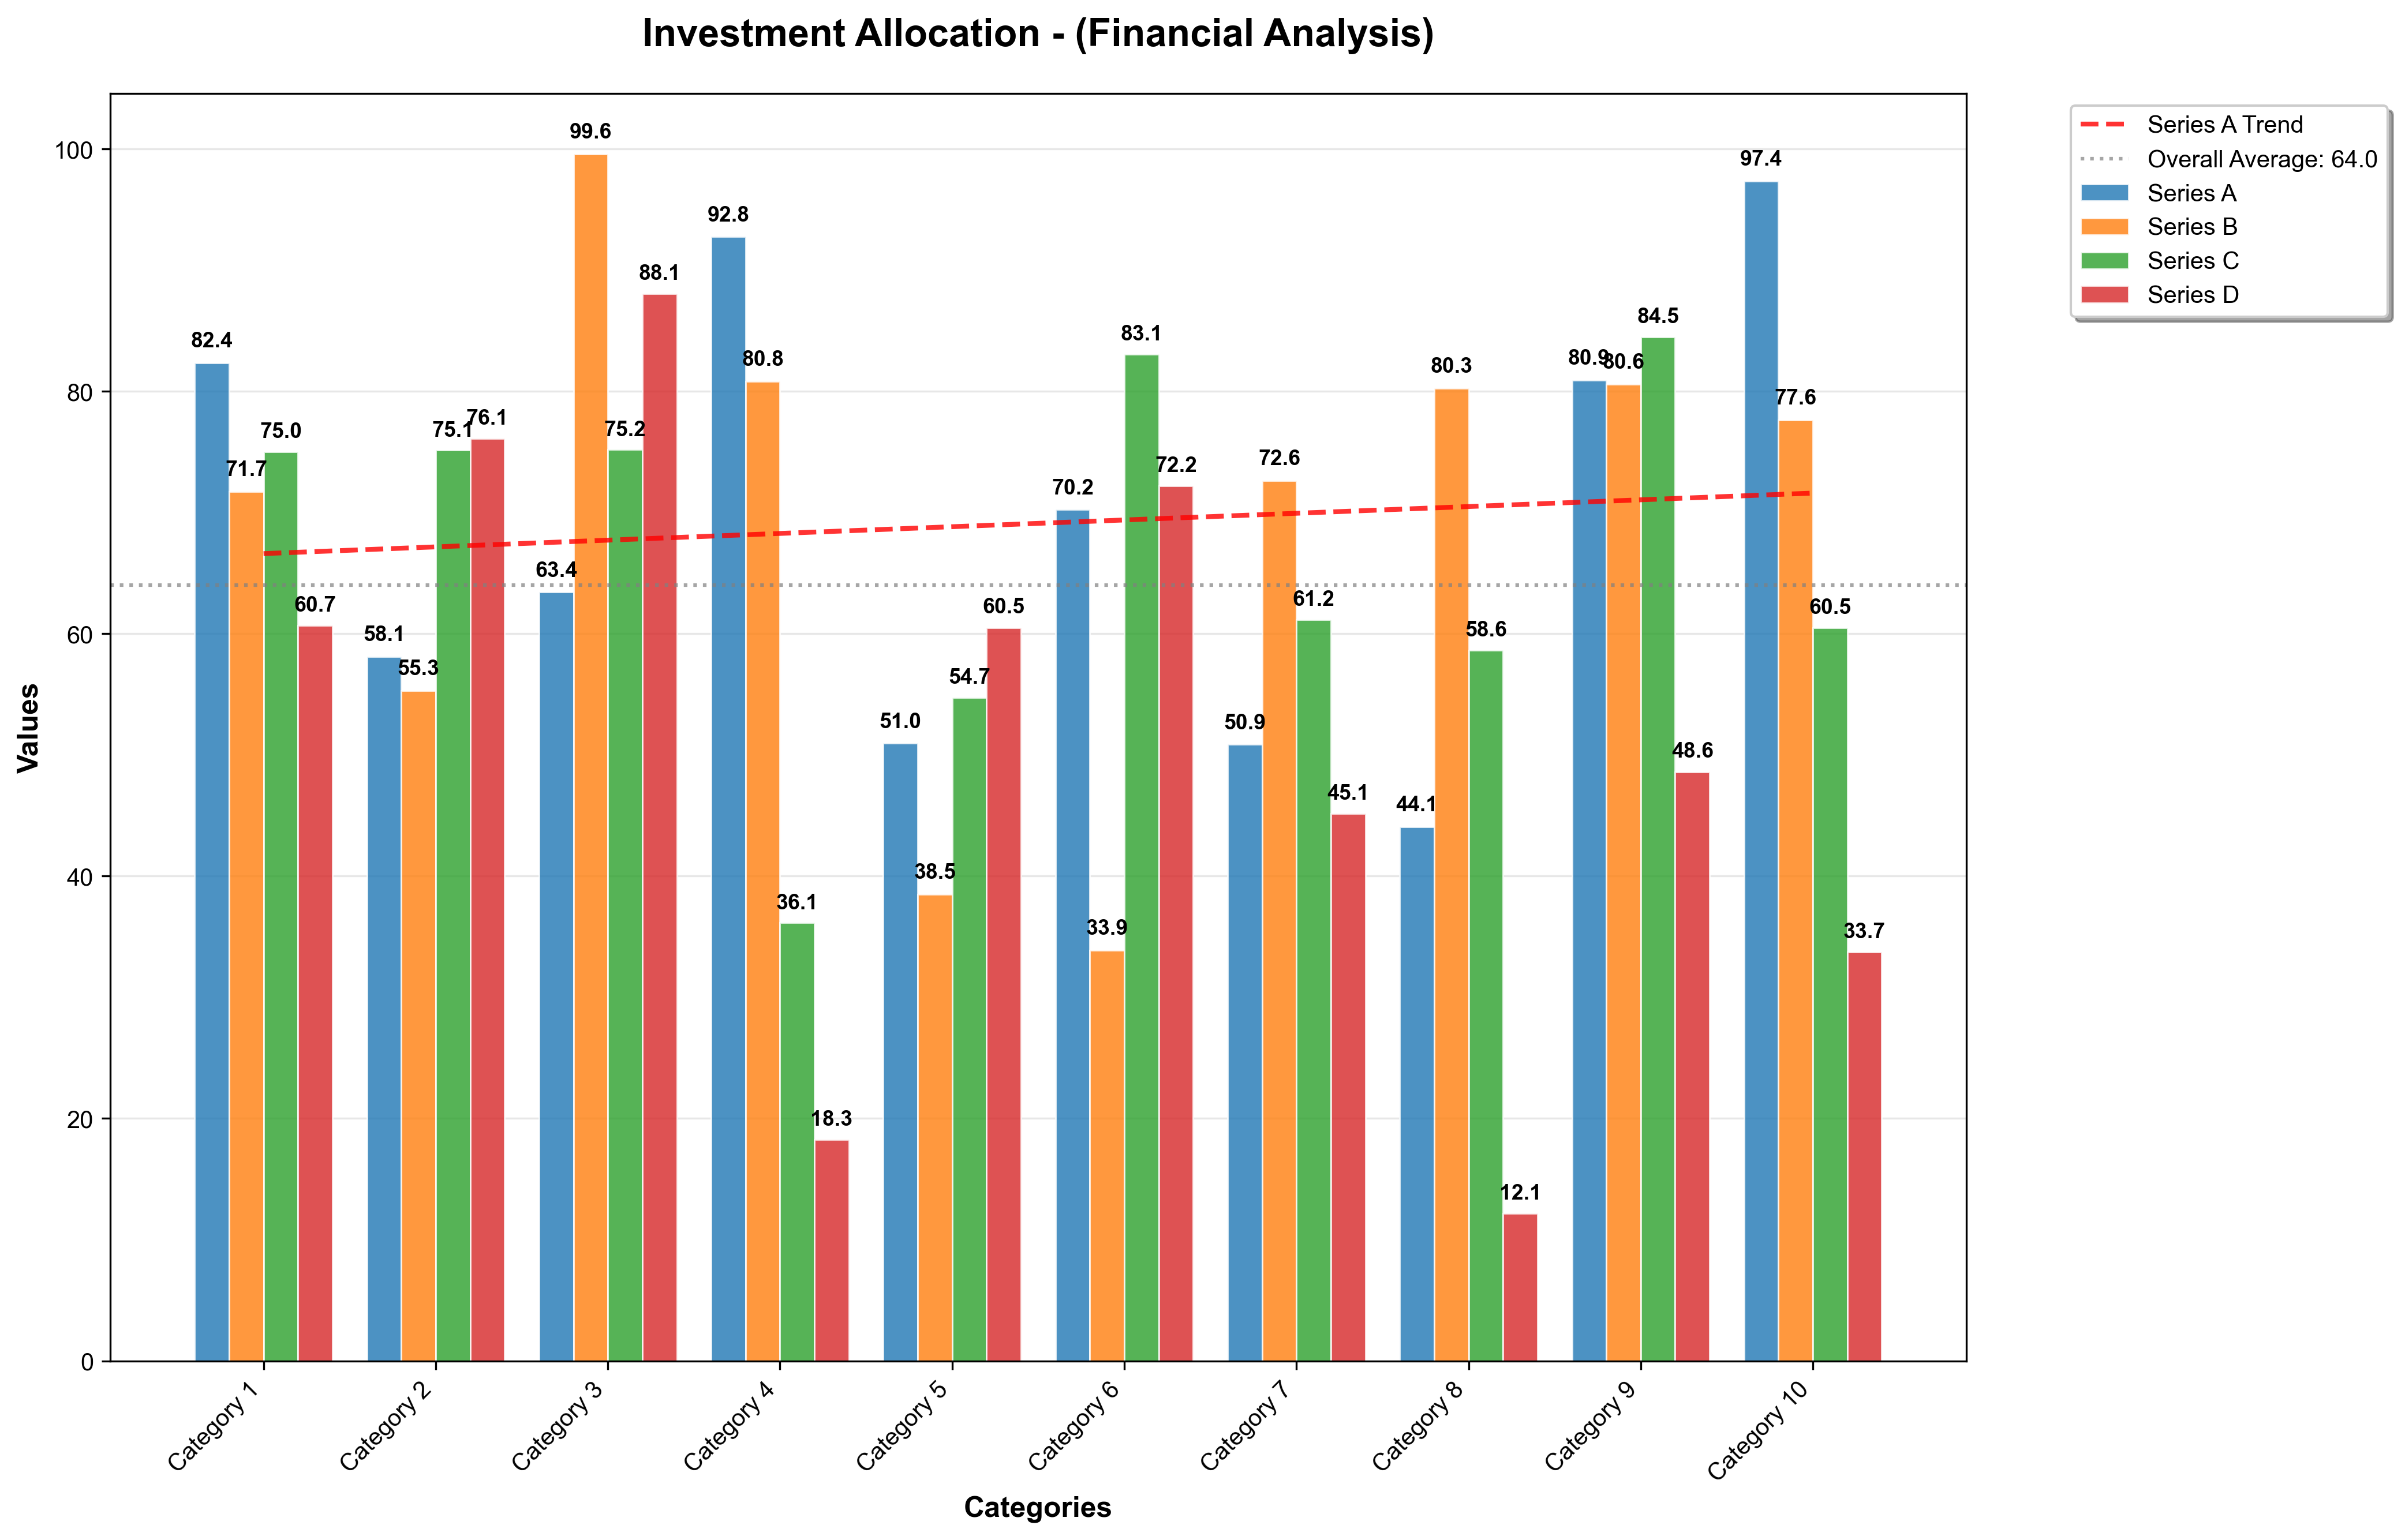 Investment Allocation - (Financial Analysis)
Values
100
80
60
40
20
0
82.4
71.7
75.0
60.7
58.1
55.3
75.1
76.1
63.4
99.6
75.2
88.1
92.8
80.8
36.1
18.3
51.0
38.5
54.7
60.5
70.2
33.9
83.1
72.2
50.9
72.6
61.2
45.1
44.1
80.3
58.6
12.1
80.9
80.6
84.5
48.6
97.4
77.6
60.5
33.7
Category 1
Category 2
Category 3
Category 4
Category 5
Category 6
Category 7
Category 8
Category 9
Category 10
Categories
Series A Trend
Overall Average: 64.0
Series A
Series B
Series C
Series D